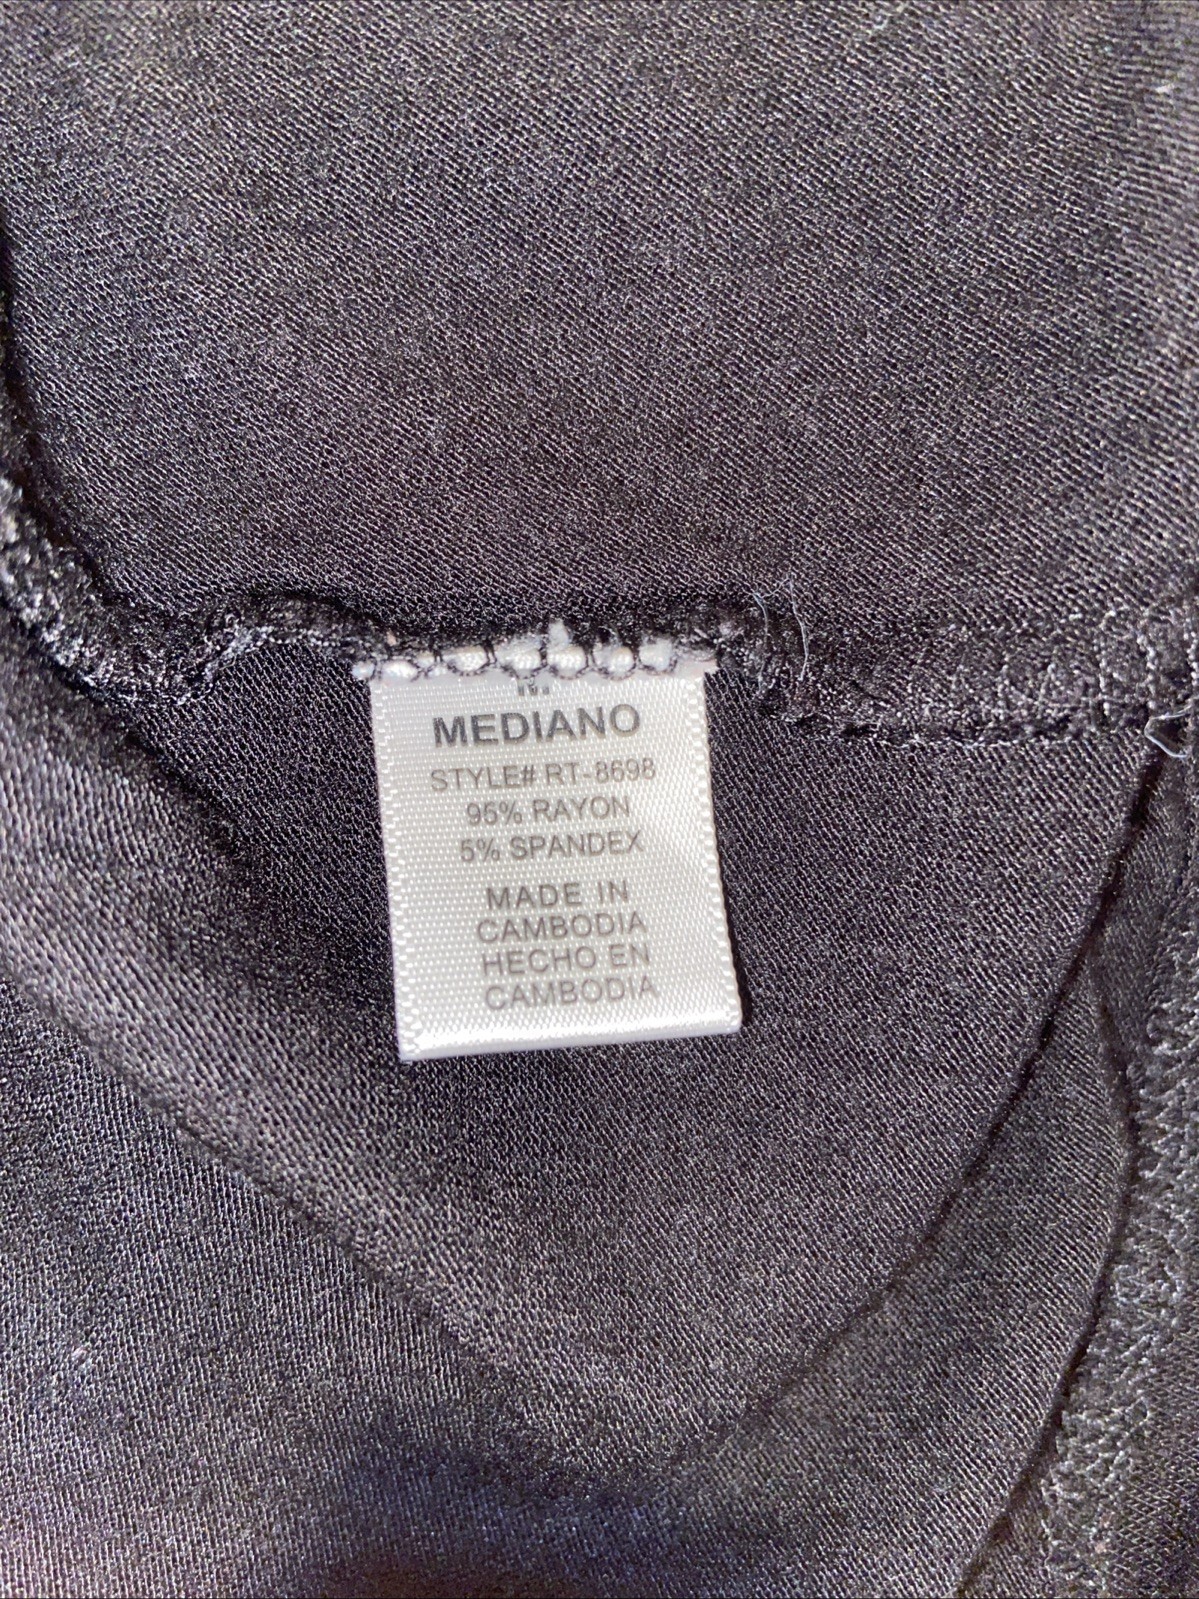 MEDIANO
STYLE# RT-8698
95% RAYON
5% SPANDEX
MADE IN
CAMBODIA
HECHO EN
CAMBODIA